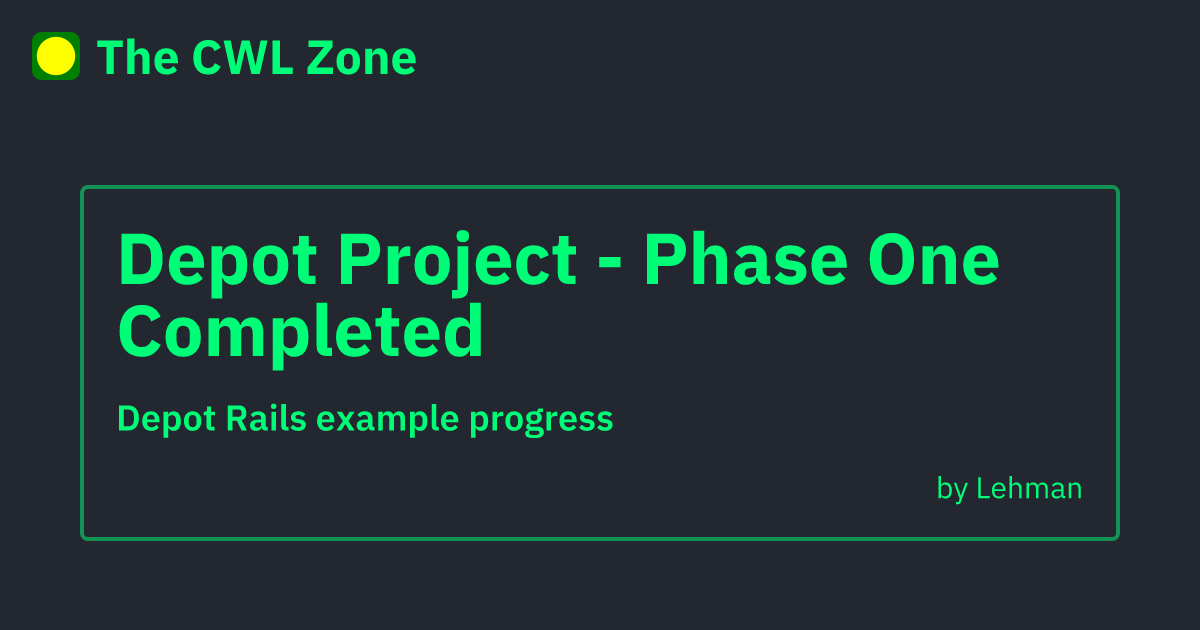 The CWL Zone
Depot Project - Phase One
Completed
Depot Rails example progress
by Lehman